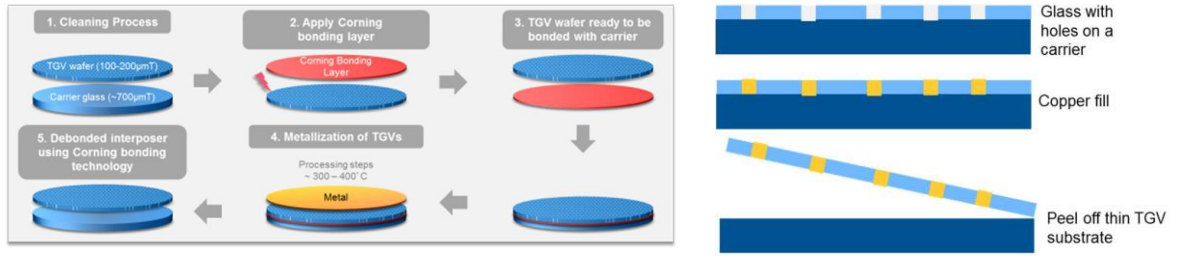 1. Cleaning Process
TGV wafer (100-200µmT)
Carrier glass (~700µmT)
2. Apply Corning
bonding layer
Corning Bonding
Layer
3. TGV wafer ready to be
bonded with carrier
4. Metallization of TGVs
Processing steps
~ 300 – 400˚C
Metal
5. Debonded interposer
using Corning bonding
technology
Glass with
holes on a
carrier
Copper fill
Peel off thin TGV
substrate